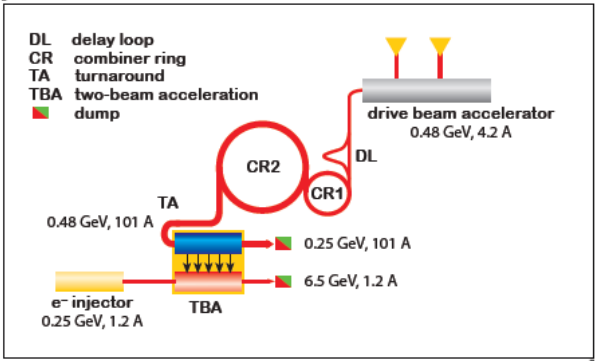 DL delay loop
CR combiner ring
TA turnaround
TBA two-beam acceleration
dump
drive beam accelerator
0.48 GeV, 4.2 A
DL
CR2
CR1
TA
0.48 GeV, 101 A
0.25 GeV, 101 A
6.5 GeV, 1.2 A
e⁻ injector
0.25 GeV, 1.2 A
TBA